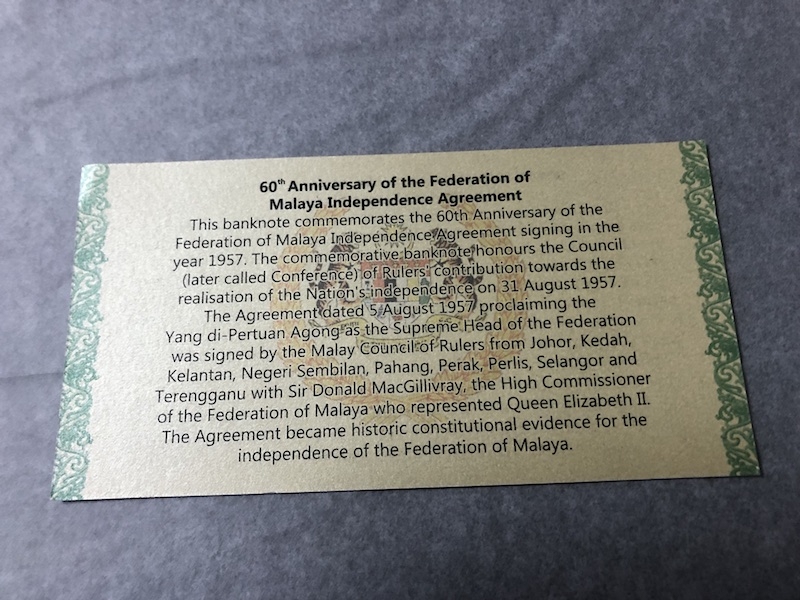 60th Anniversary of the Federation of
Malaya Independence Agreement
This banknote commemorates the 60th Anniversary of the
Federation of Malaya Independence Agreement signing in the
year 1957. The commemorative banknote honours the Council
(later called Conference) of Rulers' contribution towards the
realisation of the Nation's independence on 31 August 1957.
The Agreement dated 5 August 1957 proclaiming the
Yang di-Pertuan Agong as the Supreme Head of the Federation
was signed by the Malay Council of Rulers from Johor, Kedah,
Kelantan, Negeri Sembilan, Pahang, Perak, Perlis, Selangor and
Terengganu with Sir Donald MacGillivray, the High Commissioner
of the Federation of Malaya who represented Queen Elizabeth II.
The Agreement became historic constitutional evidence for the
independence of the Federation of Malaya.